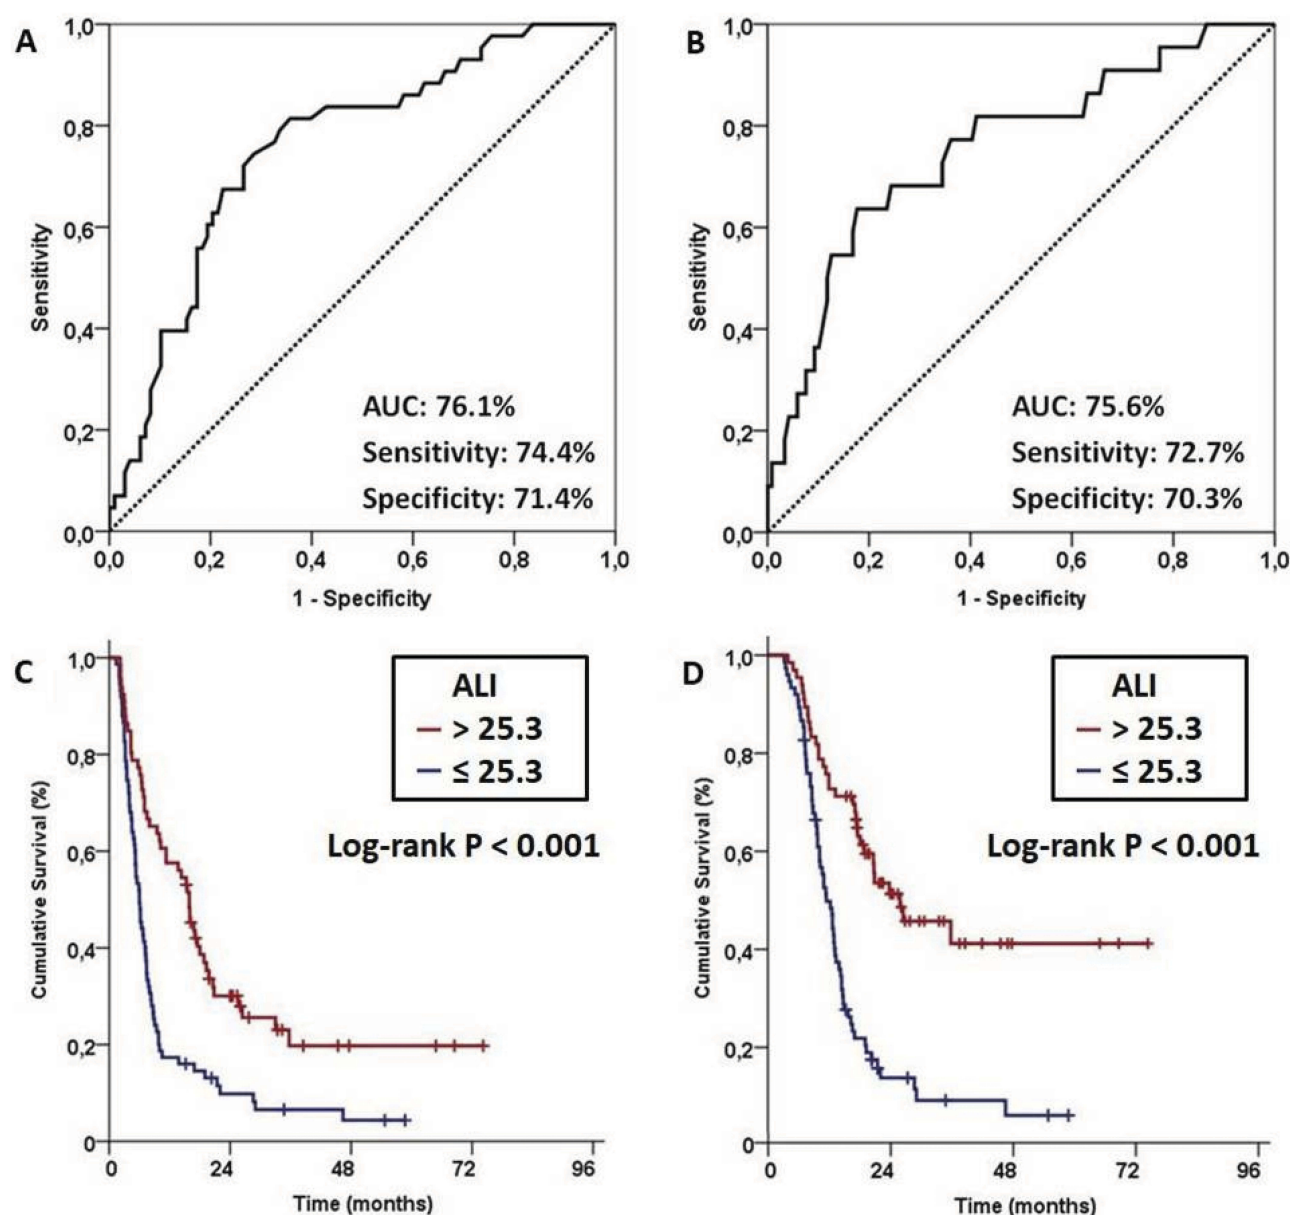 A
1,0
0,8
0,6
0,4
0,2
0,0
Sensitivity
AUC: 76.1%
Sensitivity: 74.4%
Specificity: 71.4%
0,0 0,2 0,4 0,6 0,8 1,0
1 - Specificity
B
1,0
0,8
0,6
0,4
0,2
0,0
Sensitivity
AUC: 75.6%
Sensitivity: 72.7%
Specificity: 70.3%
0,0 0,2 0,4 0,6 0,8 1,0
1 - Specificity
C
1,0
0,8
0,6
0,4
0,2
0
Cumulative Survival (%)
ALI
> 25.3
≤ 25.3
Log-rank P < 0.001
0 24 48 72 96
Time (months)
D
1,0
0,8
0,6
0,4
0,2
0
Cumulative Survival (%)
ALI
> 25.3
≤ 25.3
Log-rank P < 0.001
0 24 48 72 96
Time (months)